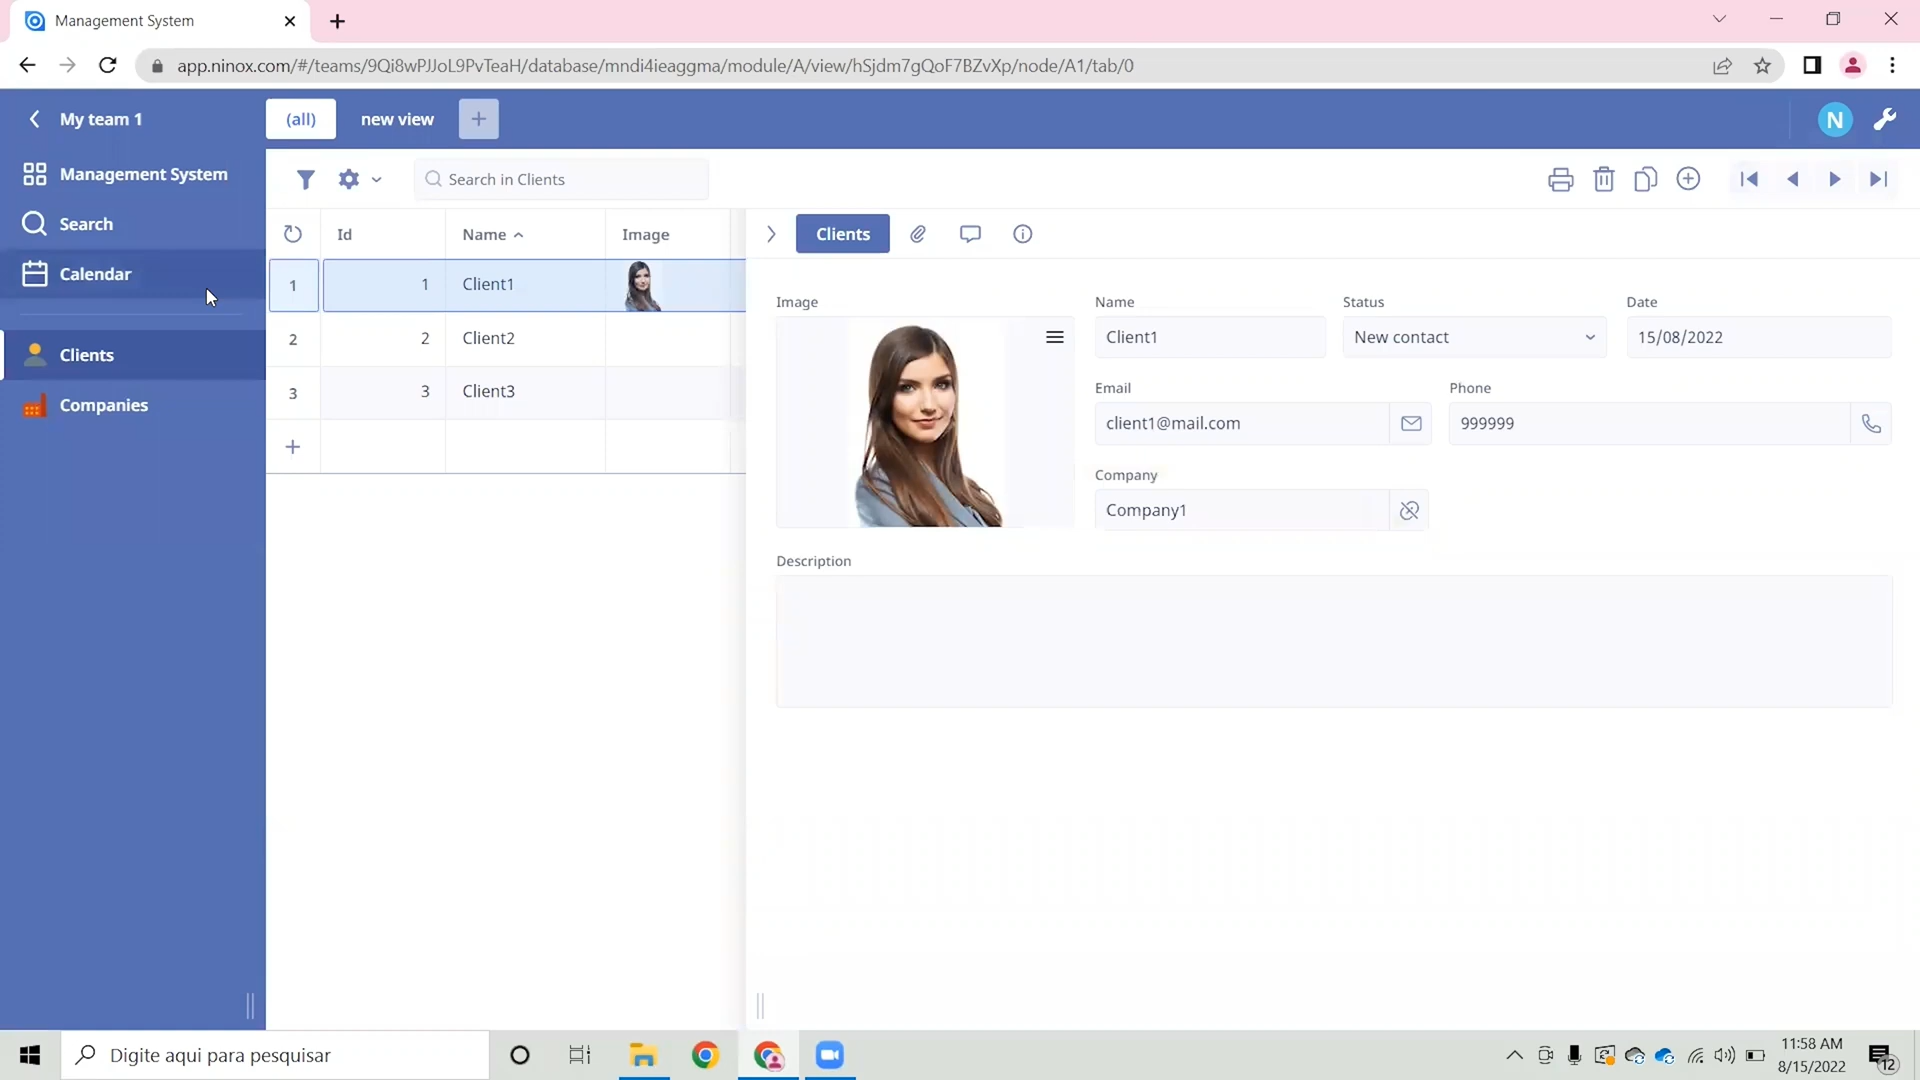 Management System
app.ninox.com/#/teams/9Qi8wPJJoL9PvTeaH/database/mndi4ieaggma/module/A/view/hSjdm7gQoF7BZvXp/node/A1/tab/0
My team 1
(all)
new view
N
Management System
Search
Calendar
Clients
Companies
Search in Clients
Id
Name
Image
1
1
Client1
2
2
Client2
3
3
Client3
Clients
Image
Name
Client1
Status
New contact
Date
15/08/2022
Email
client1@mail.com
Phone
999999
Company
Company1
Description
Digite aqui para pesquisar
11:58 AM
8/15/2022
12